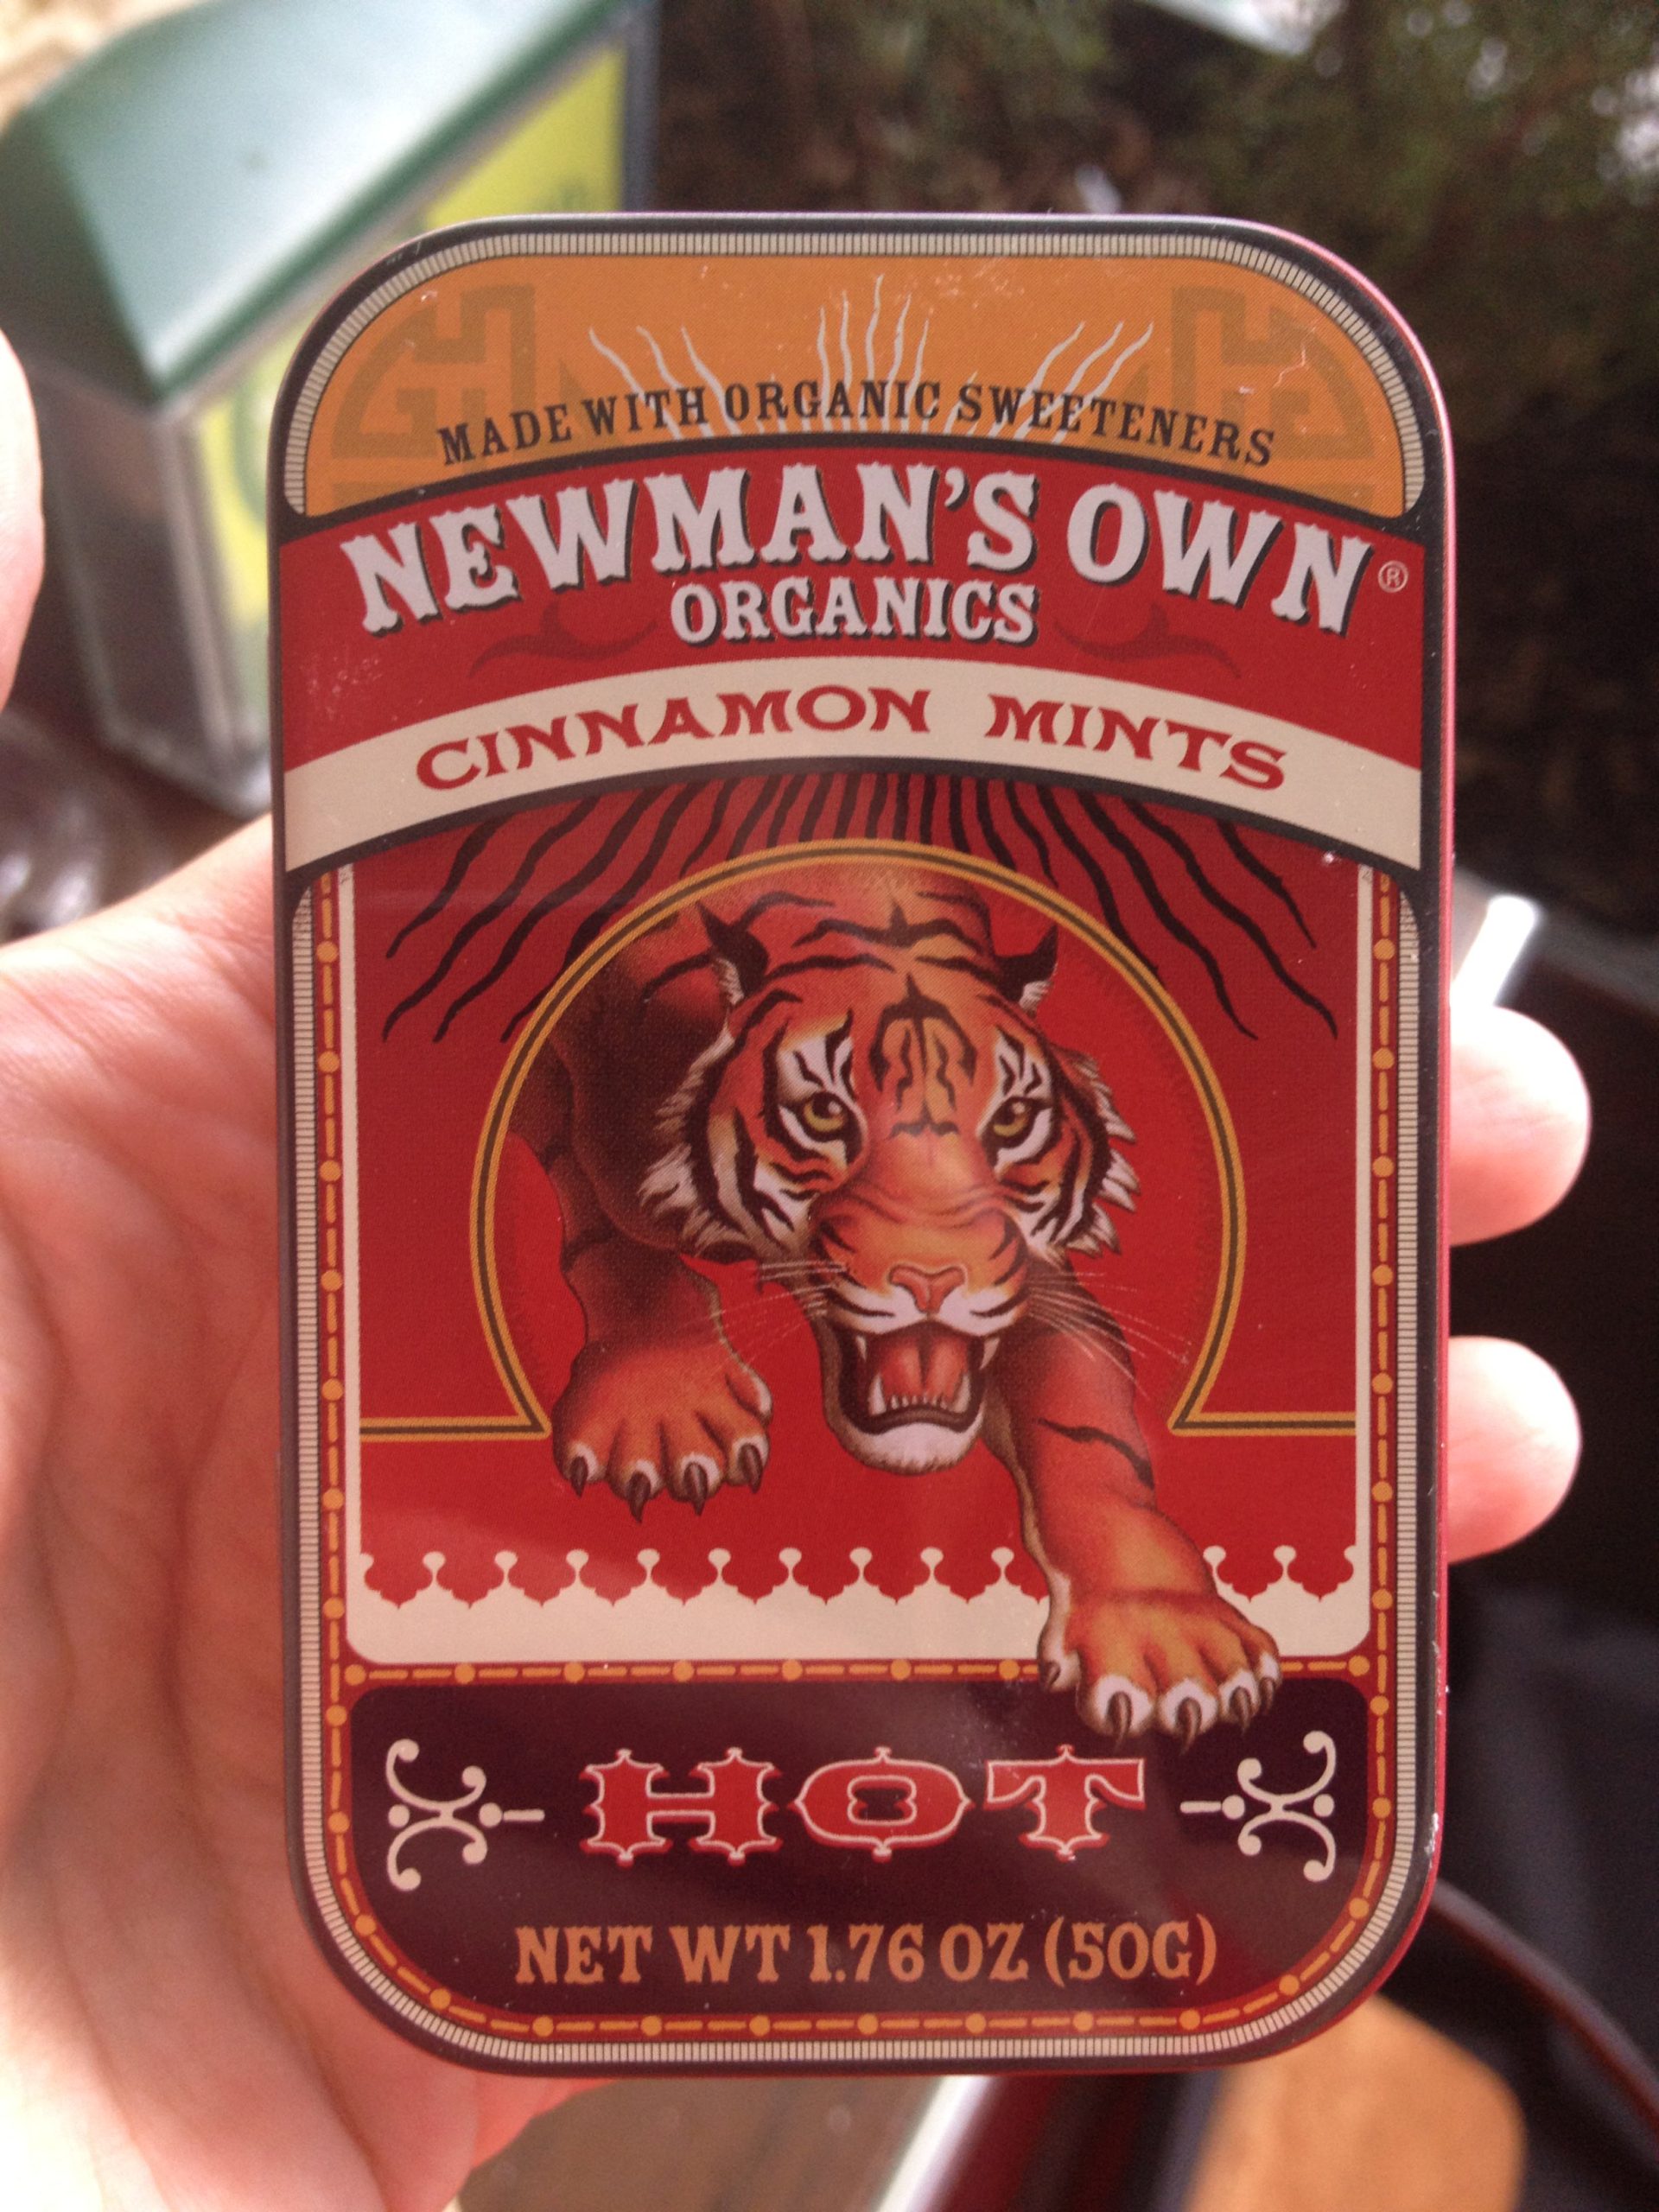 MADE WITH ORGANIC SWEETENERS
NEWMAN'S OWN®
ORGANICS
CINNAMON MINTS
HOT
NET WT 1.76 OZ (50G)